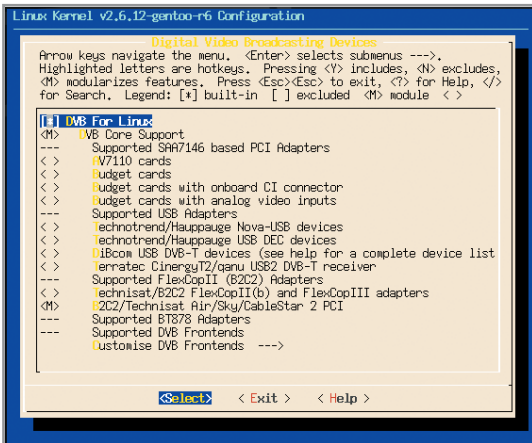 Linux Kernel v2.6.12-gentoo-r6 Configuration
Digital Video Broadcasting Devices
Arrow keys navigate the menu.  <Enter> selects submenus --->.
Highlighted letters are hotkeys.  Pressing <Y> includes, <N> excludes,
<M> modularizes features.  Press <Esc><Esc> to exit, <?> for Help, </>
for Search.  Legend: [*] built-in  [ ] excluded  <M> module  < >
[*] DVB For Linux
<M>   DVB Core Support
---     Supported SAA7146 based PCI Adapters
< >     AV7110 cards
< >     Budget cards
< >     Budget cards with onboard CI connector
< >     Budget cards with analog video inputs
---     Supported USB Adapters
< >     Technotrend/Hauppauge Nova-USB devices
< >     Technotrend/Hauppauge USB DEC devices
< >     DiBcom USB DVB-T devices (see help for a complete device list
< >     Terratec CinergyT2/qanu USB2 DVB-T receiver
---     Supported FlexCopII (B2C2) Adapters
< >     Technisat/B2C2 FlexCopII(b) and FlexCopIII adapters
<M>     B2C2/Technisat Air/Sky/CableStar 2 PCI
---     Supported BT878 Adapters
---     Supported DVB Frontends
        Customise DVB Frontends  --->
<Select>    < Exit >    < Help >